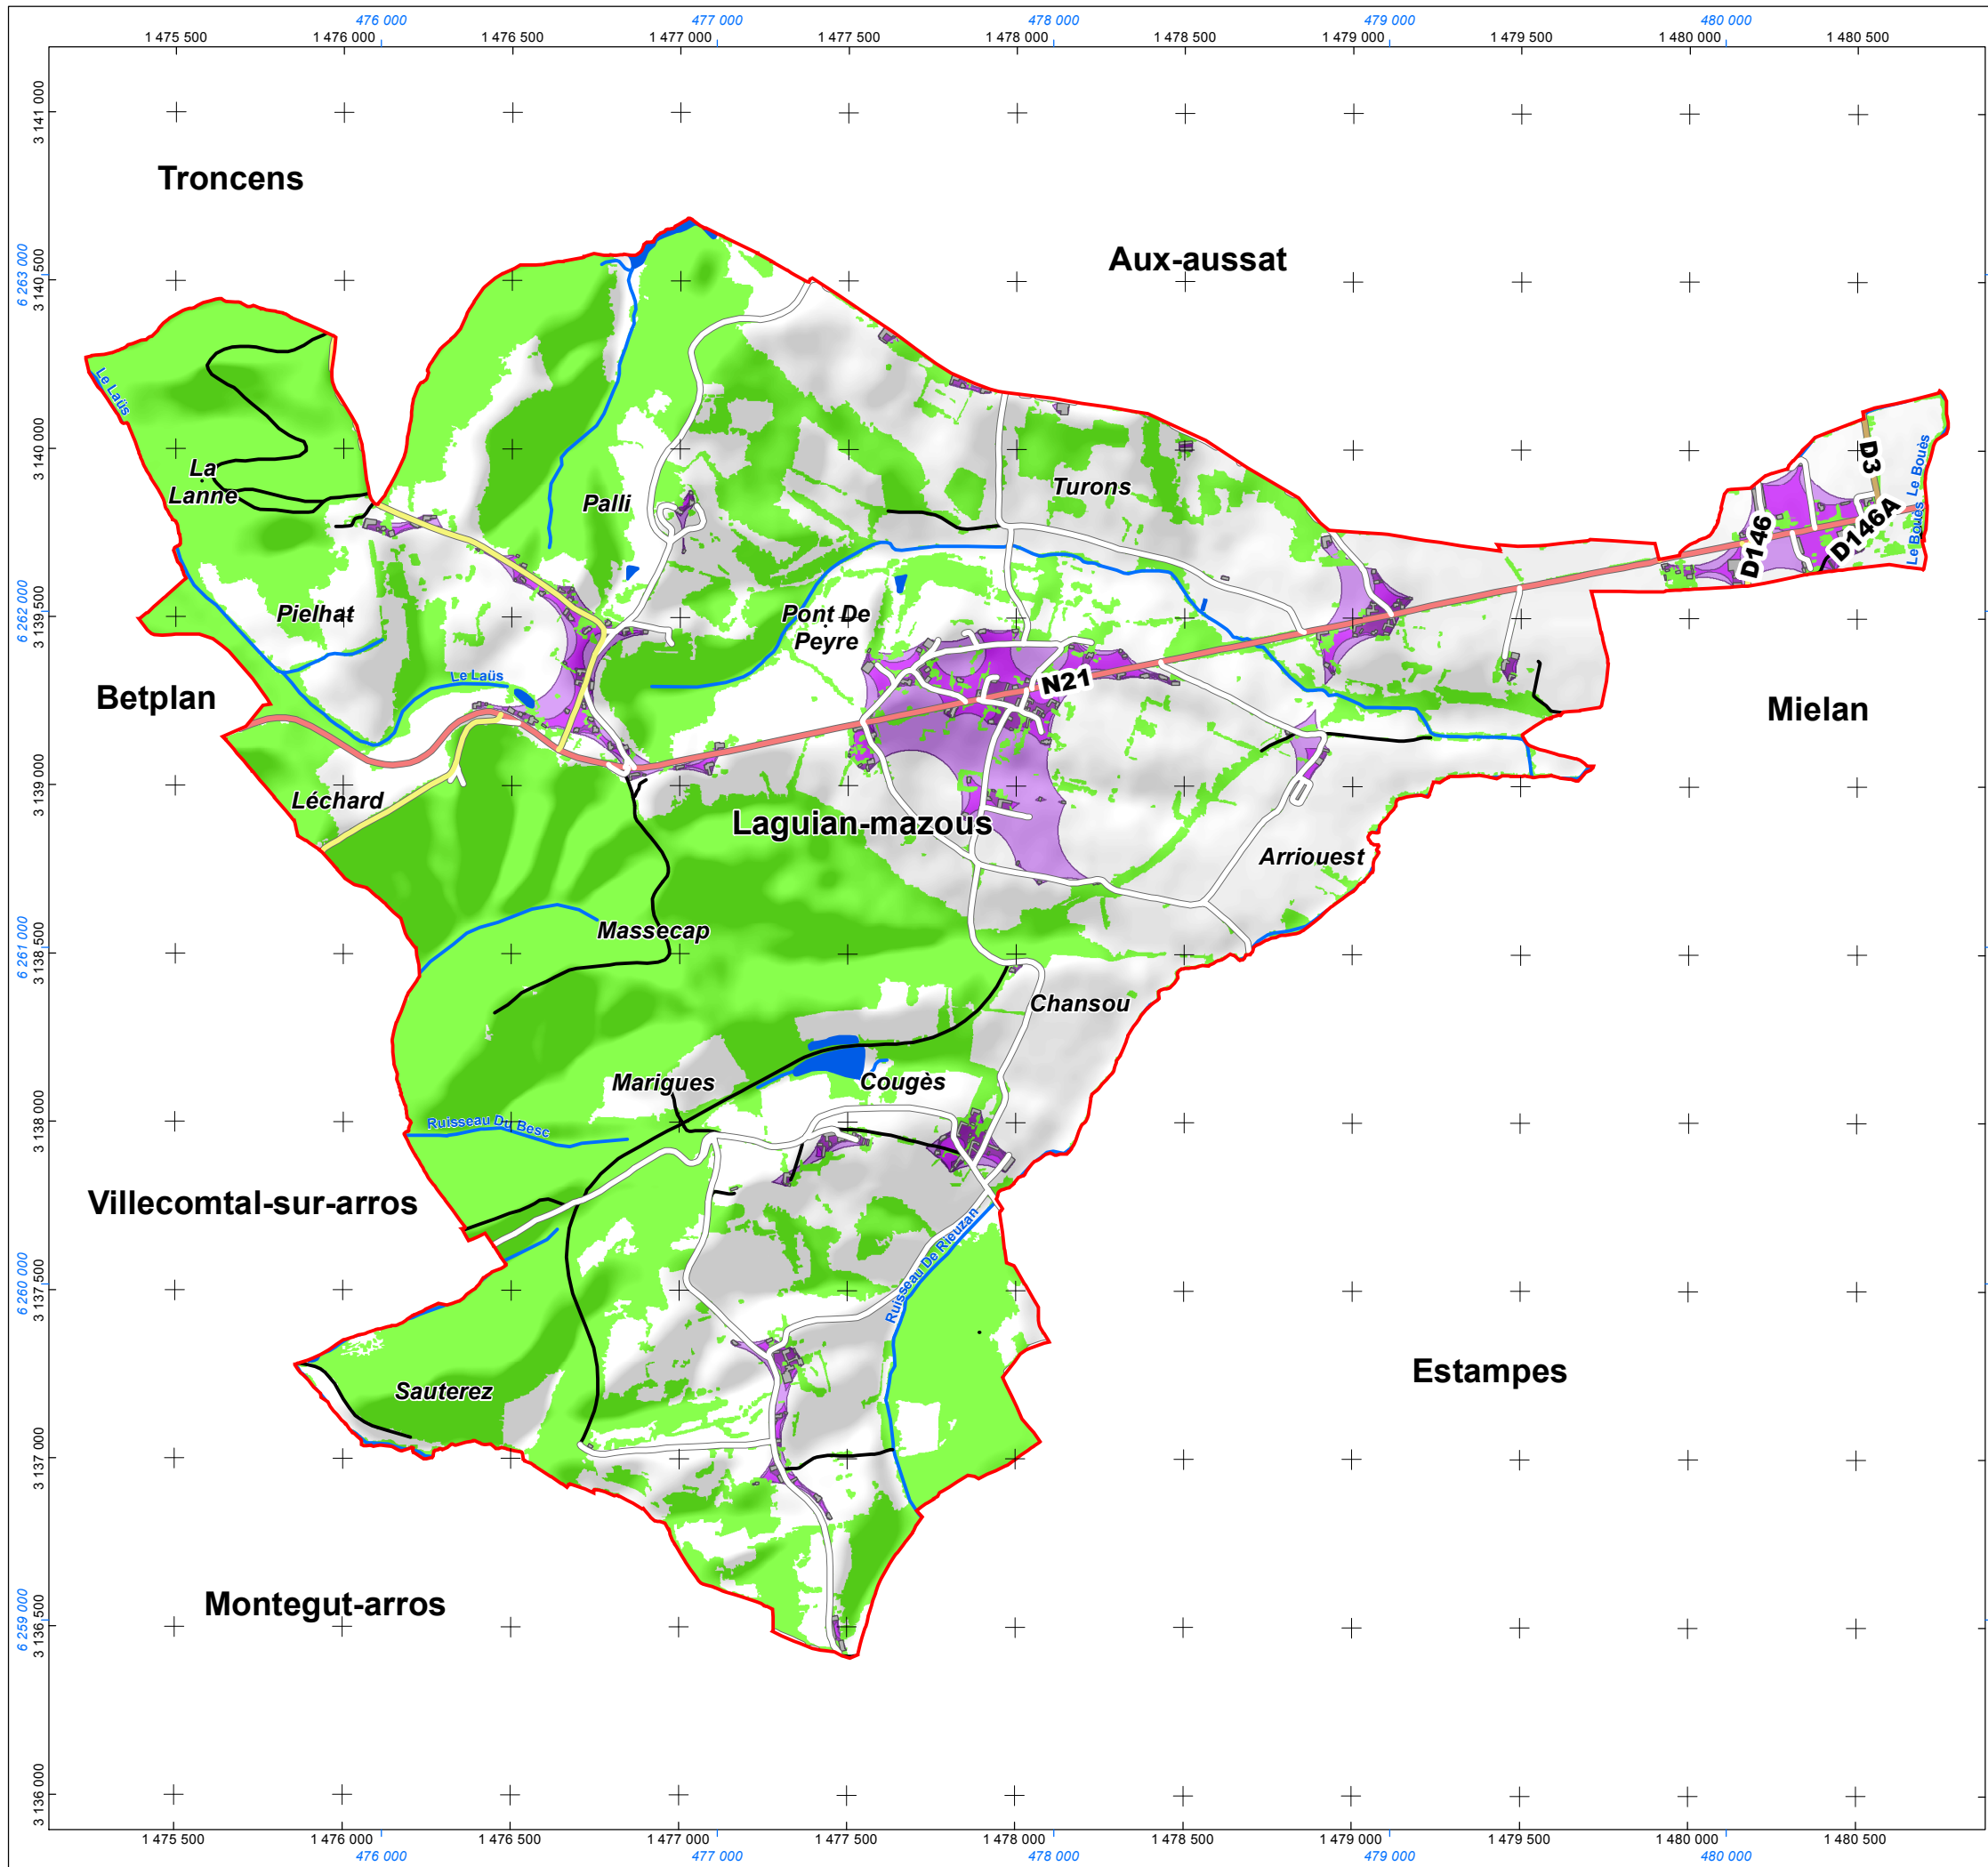 476 000 477 000 478 000 479 000 480 000
1 475 500 1 476 000 1 476 500 1 477 000 1 477 500 1 478 000 1 478 500 1 479 000 1 479 500 1 480 000 1 480 500
3 141 000
Troncens
Aux-aussat
6 263 000
3 140 500
Le Laüs
3 140 000
La
Lanne
Palli
Turons
D3
Le Bouès
Le Bouès
D146
D146A
6 262 000
3 139 500
Pielhat
Pont De
Peyre
Le Laüs
N21
Betplan
Mielan
3 139 000
Léchard
Laguian-mazous
Arriouest
6 261 000
3 138 500
Massecap
Chansou
Marigues
Cougès
3 138 000
Ruisseau Du Besc
Villecomtal-sur-arros
Ruisseau De Rieuzan
6 260 000
3 137 500
Estampes
Sauterez
3 137 000
Montegut-arros
6 259 000
3 136 500
3 136 000
1 475 500 1 476 000 1 476 500 1 477 000 1 477 500 1 478 000 1 478 500 1 479 000 1 479 500 1 480 000 1 480 500
476 000 477 000 478 000 479 000 480 000